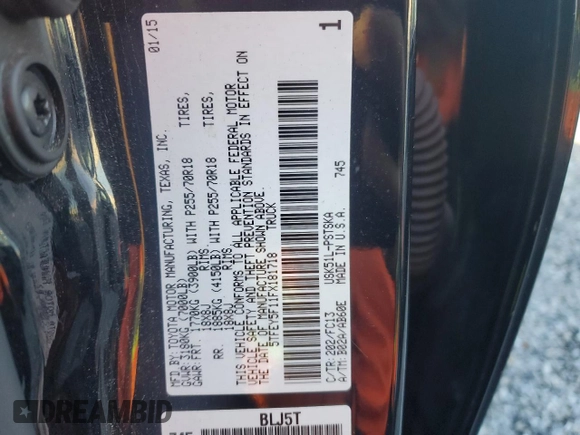 MFD. BY: TOYOTA MOTOR MANUFACTURING, TEXAS, INC. 01/15
GVWR: 3180KG (7000LB)
GAWR: FRT. 1770KG (3900LB) WITH P255/70R18 TIRES,
18X8J RIMS
RR. 1885KG (4150LB) WITH P255/70R18 TIRES,
18X8J RIMS
THIS VEHICLE CONFORMS TO ALL APPLICABLE FEDERAL MOTOR
VEHICLE SAFETY AND THEFT PREVENTION STANDARDS IN EFFECT ON
THE DATE OF MANUFACTURE SHOWN ABOVE.
5TFEY5F11FX181718 TRUCK
C/TR: 202/FC13 USK51L-PSTSKA 745
A/TM: B02A/AB60E MADE IN U.S.A.
1
BLJ5T
745
DREAMBID